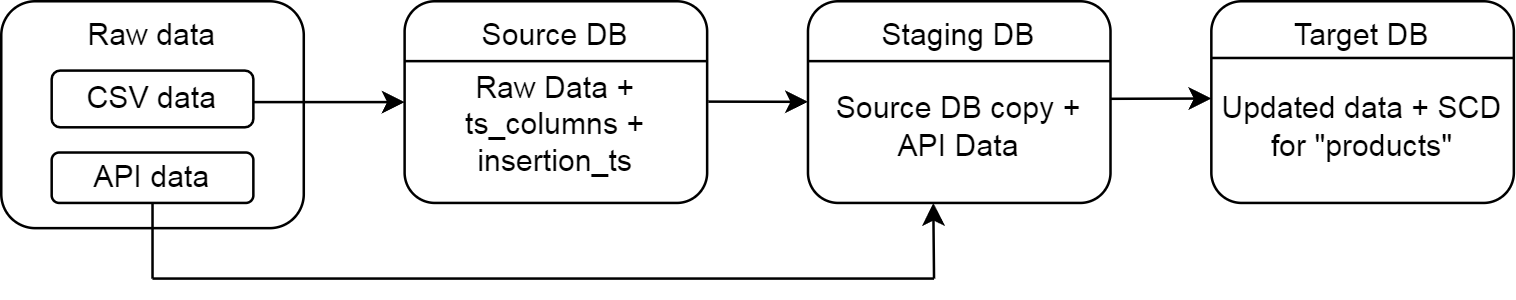 Raw data
CSV data
API data
Source DB
Raw Data +
ts_columns +
insertion_ts
Staging DB
Source DB copy +
API Data
Target DB
Updated data + SCD
for "products"